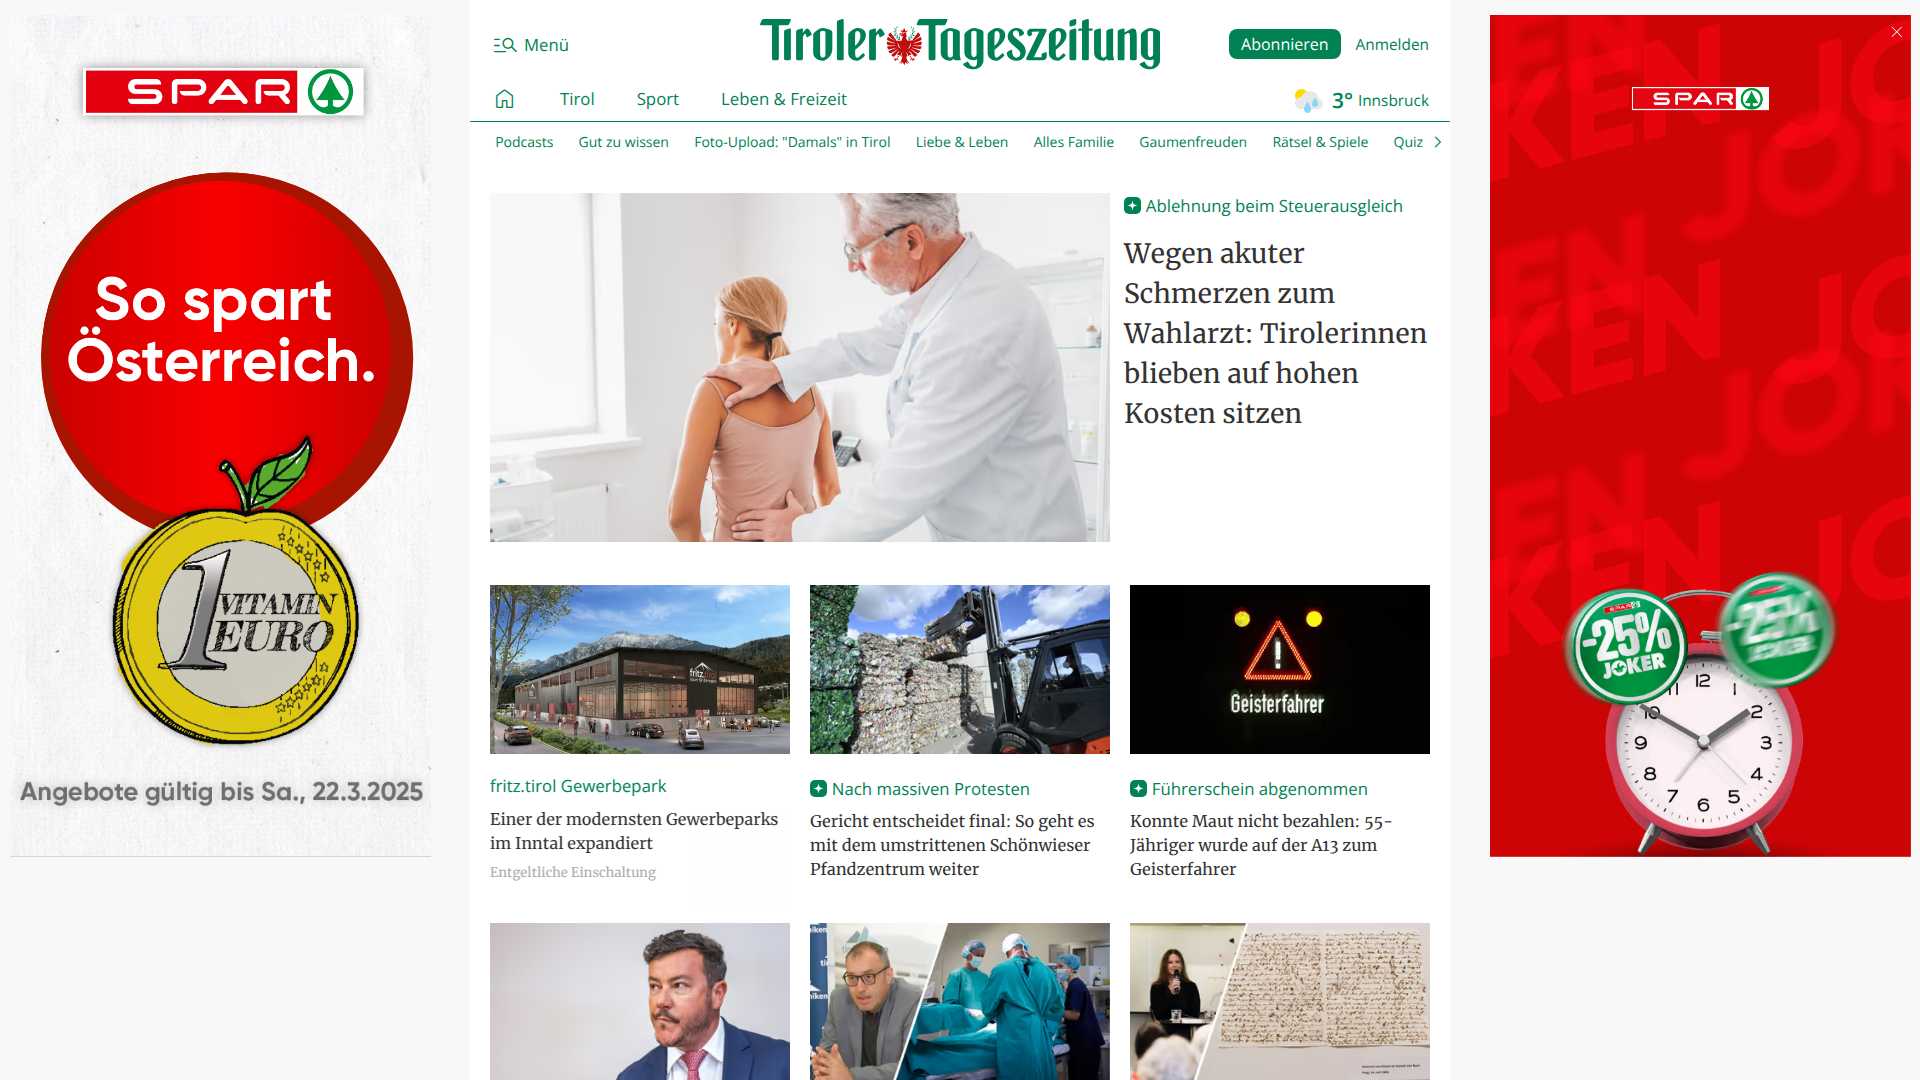 Menü
Tiroler Tageszeitung
Abonnieren
Anmelden
Tirol
Sport
Leben & Freizeit
3° Innsbruck
Podcasts
Gut zu wissen
Foto-Upload: "Damals" in Tirol
Liebe & Leben
Alles Familie
Gaumenfreuden
Rätsel & Spiele
Quiz
SPAR
So spart
Österreich.
1
VITAMIN
EURO
Angebote gültig bis Sa., 22.3.2025
Ablehnung beim Steuerausgleich
Wegen akuter
Schmerzen zum
Wahlarzt: Tirolerinnen
blieben auf hohen
Kosten sitzen
Geisterfahrer
fritz.tirol Gewerbepark
Einer der modernsten Gewerbeparks
im Inntal expandiert
Entgeltliche Einschaltung
Nach massiven Protesten
Gericht entscheidet final: So geht es
mit dem umstrittenen Schönwieser
Pfandzentrum weiter
Führerschein abgenommen
Konnte Maut nicht bezahlen: 55-
Jähriger wurde auf der A13 zum
Geisterfahrer
SPAR
-25%
JOKER
-25%
JOKER
12
1
2
3
4
5
6
7
8
9
10
11